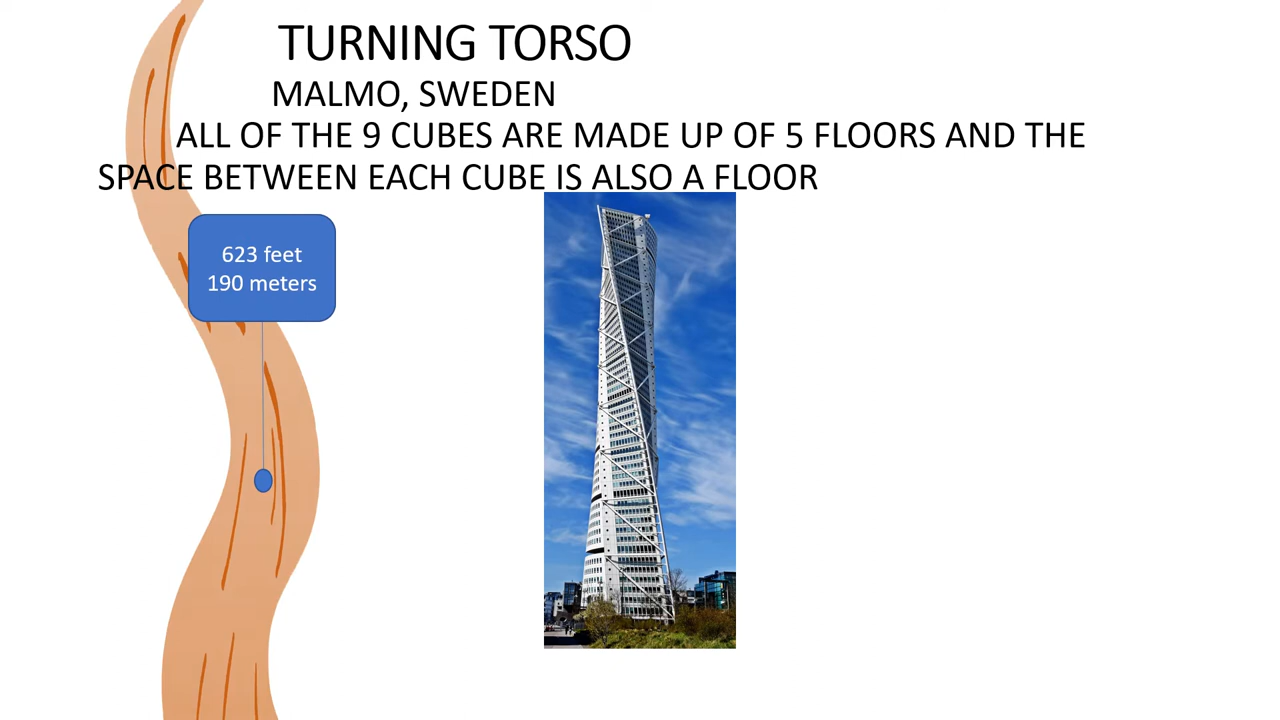 TURNING TORSO
MALMO, SWEDEN
ALL OF THE 9 CUBES ARE MADE UP OF 5 FLOORS AND THE
SPACE BETWEEN EACH CUBE IS ALSO A FLOOR
623 feet
190 meters